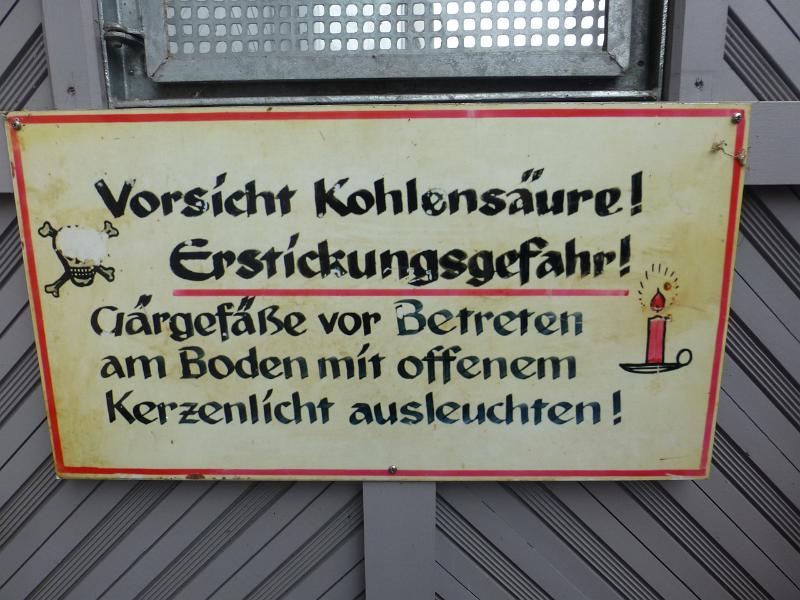 Vorsicht Kohlensäure!
Erstickungsgefahr!
Gärgefäße vor Betreten
am Boden mit offenem
Kerzenlicht ausleuchten!